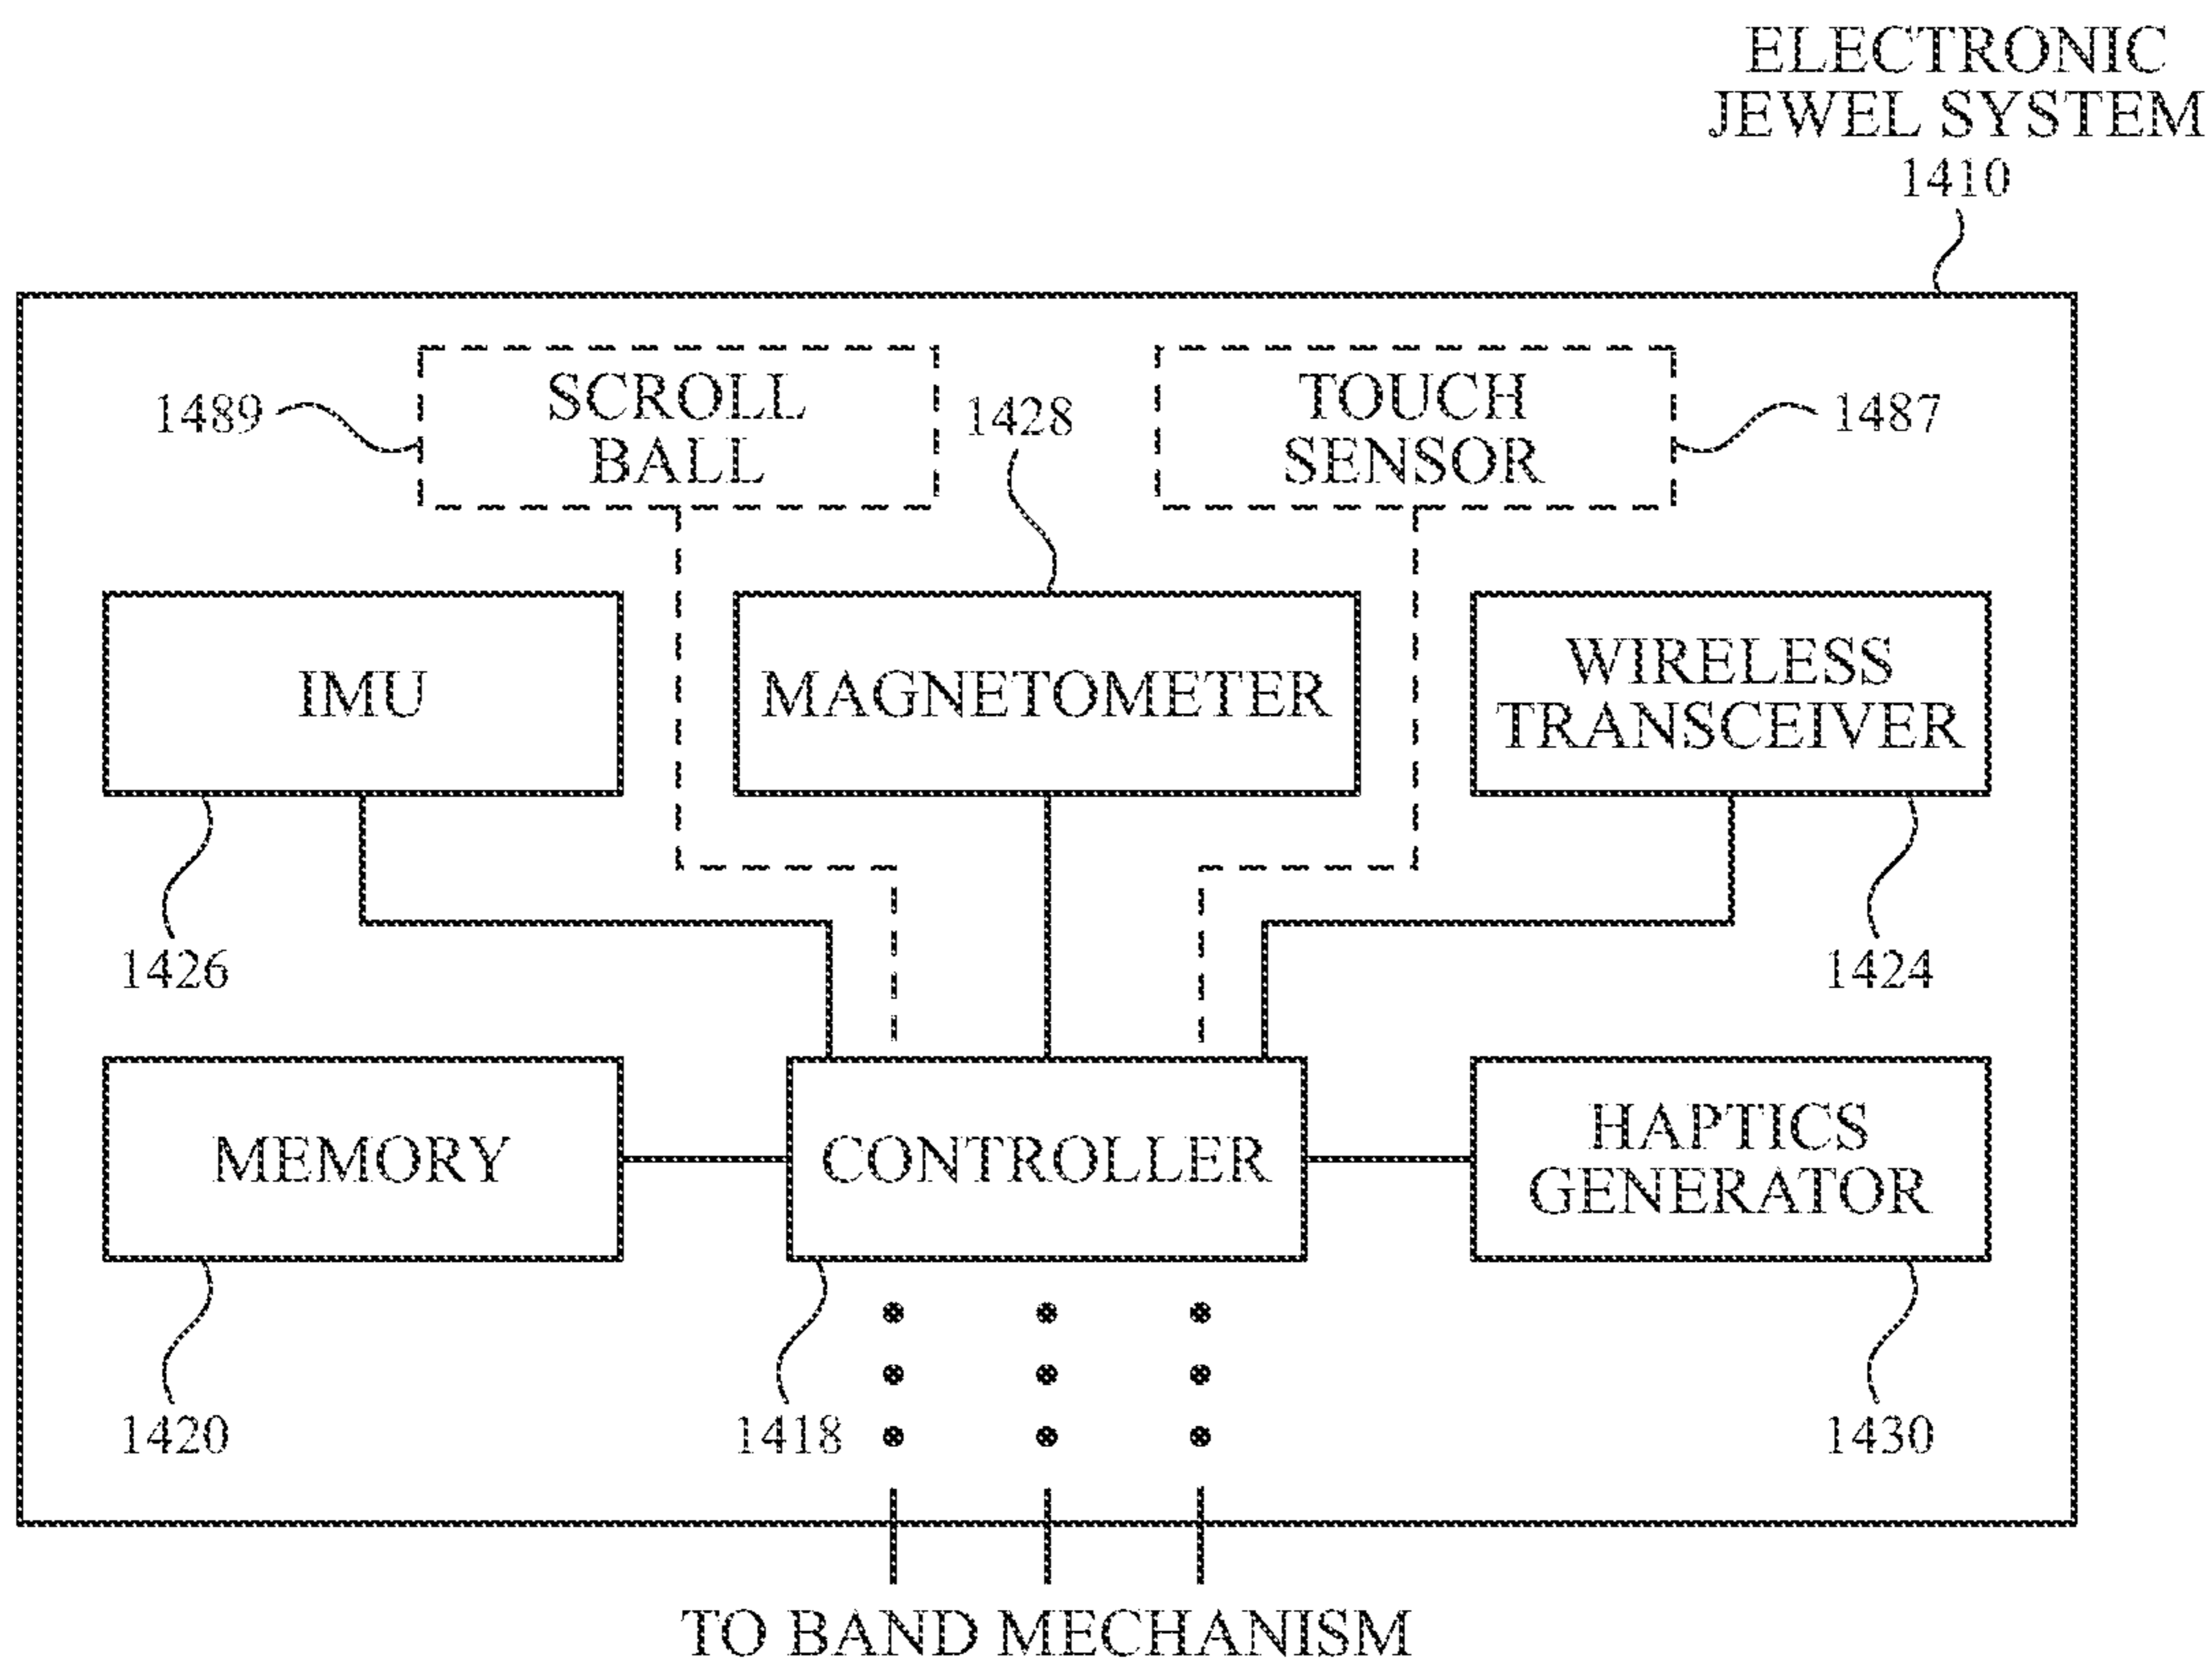 ELECTRONIC
JEWEL SYSTEM
1410
1489
SCROLL
BALL
1428
TOUCH
SENSOR
1487
IMU
MAGNETOMETER
WIRELESS
TRANSCEIVER
1426
1424
MEMORY
CONTROLLER
HAPTICS
GENERATOR
1420
1418
1430
TO BAND MECHANISM